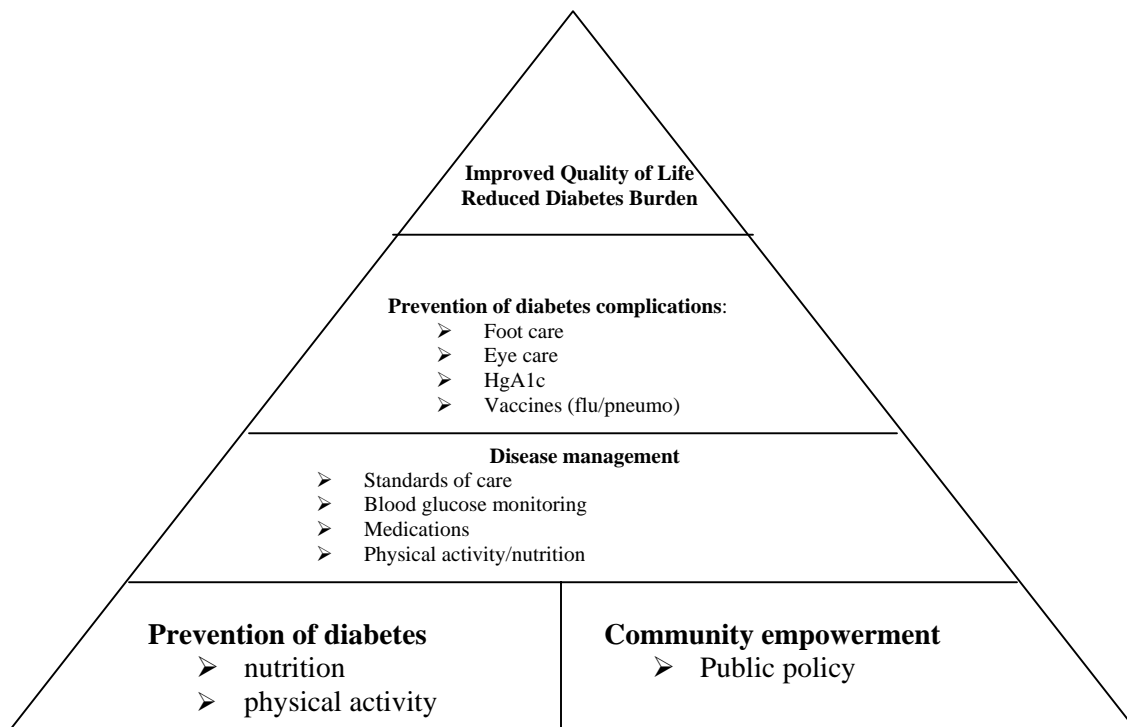 Improved Quality of Life
Reduced Diabetes Burden
Prevention of diabetes complications:
➢ Foot care
➢ Eye care
➢ HgA1c
➢ Vaccines (flu/pneumo)
Disease management
➢ Standards of care
➢ Blood glucose monitoring
➢ Medications
➢ Physical activity/nutrition
Prevention of diabetes
➢ nutrition
➢ physical activity
Community empowerment
➢ Public policy